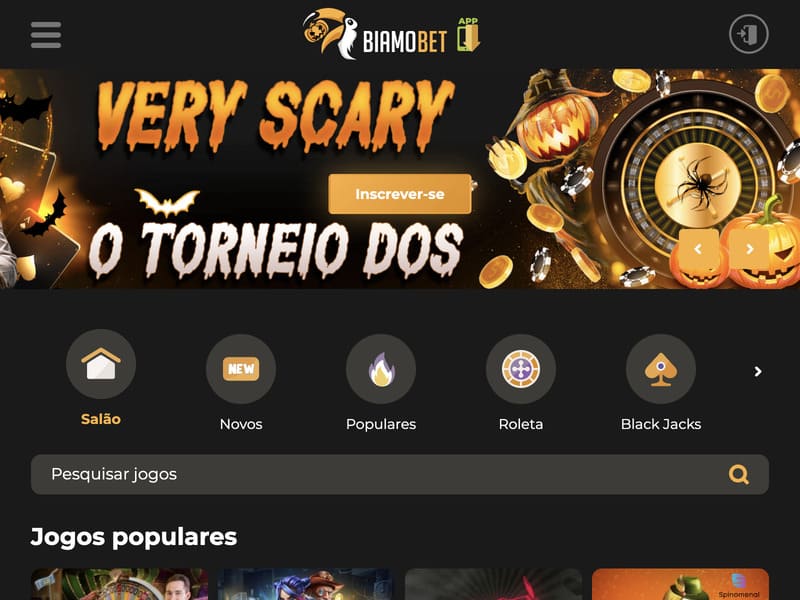 BIAMOBET
APP
VERY SCARY
Inscrever-se
O TORNEIO DOS
Salão
NEW
Novos
Populares
Roleta
Black Jacks
Pesquisar jogos
Jogos populares
Spinomenal